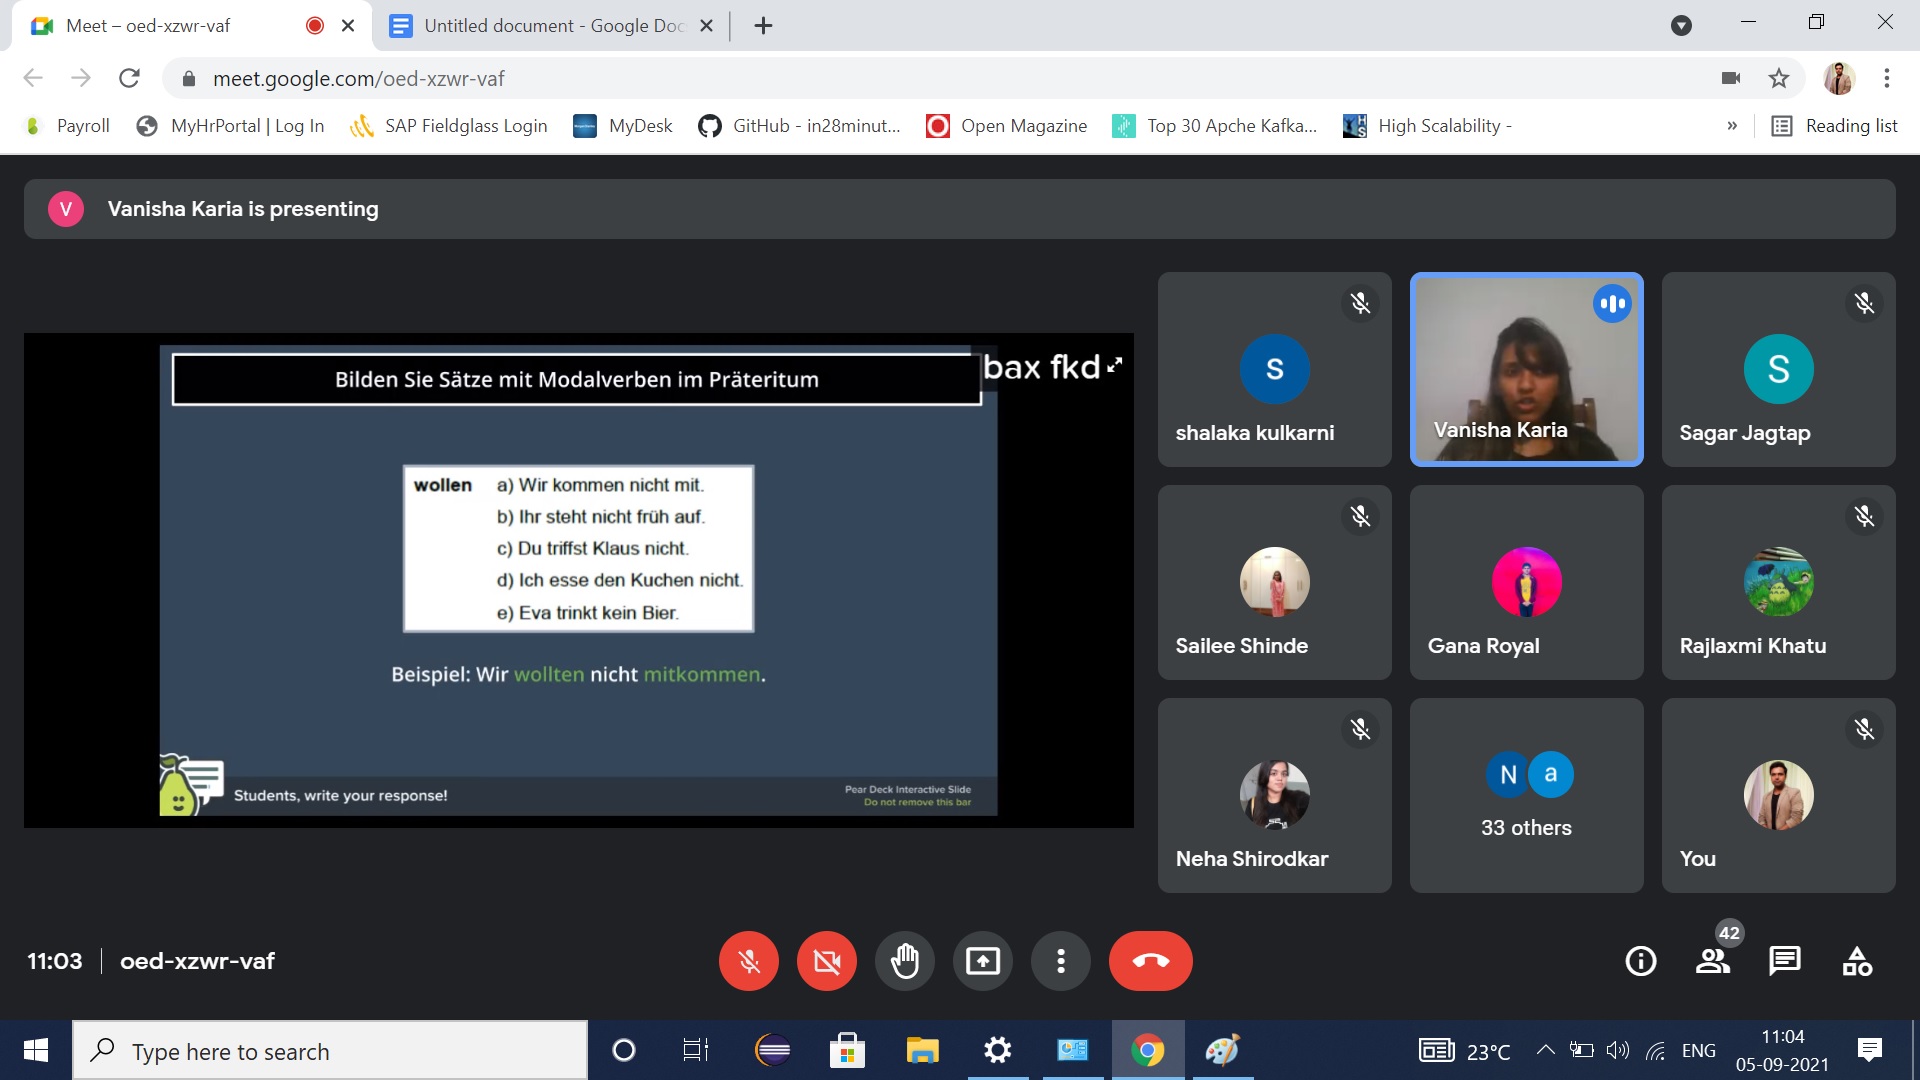 Meet – oed-xzwr-vaf
Untitled document - Google Doc
meet.google.com/oed-xzwr-vaf
Payroll
MyHrPortal | Log In
SAP Fieldglass Login
MyDesk
GitHub - in28minut...
Open Magazine
Top 30 Apche Kafka...
High Scalability -
»
Reading list
V
Vanisha Karia is presenting
Bilden Sie Sätze mit Modalverben im Präteritum
bax fkd
wollen a) Wir kommen nicht mit.
b) Ihr steht nicht früh auf.
c) Du triffst Klaus nicht.
d) Ich esse den Kuchen nicht.
e) Eva trinkt kein Bier.
Beispiel: Wir wollten nicht mitkommen.
Students, write your response!
Pear Deck Interactive Slide
Do not remove this bar
s
shalaka kulkarni
Vanisha Karia
S
Sagar Jagtap
Sailee Shinde
Gana Royal
Rajlaxmi Khatu
Neha Shirodkar
N a
33 others
You
11:03 | oed-xzwr-vaf
42
Type here to search
23°C
ENG
11:04
05-09-2021